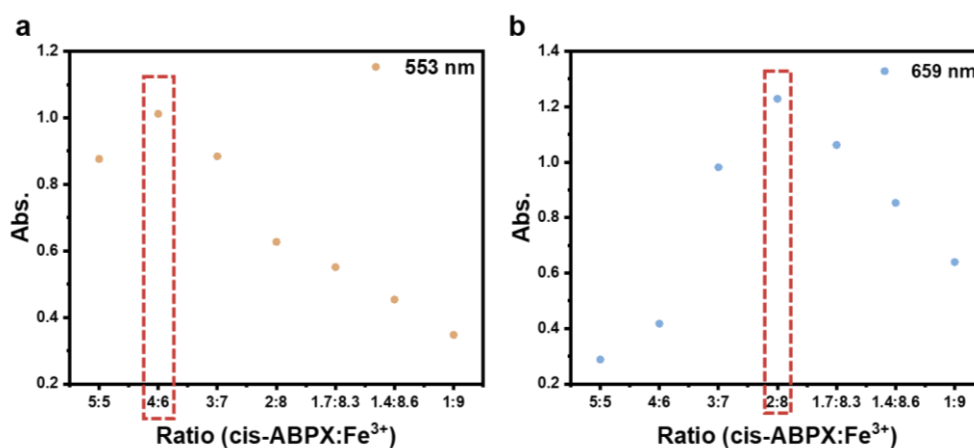 a
1.2
1.0
0.8
0.6
0.4
0.2
Abs.
553 nm
5:5 4:6 3:7 2:8 1.7:8.3 1.4:8.6 1:9
Ratio (cis-ABPX:Fe³⁺)
b
1.4
1.2
1.0
0.8
0.6
0.4
0.2
Abs.
659 nm
5:5 4:6 3:7 2:8 1.7:8.3 1.4:8.6 1:9
Ratio (cis-ABPX:Fe³⁺)